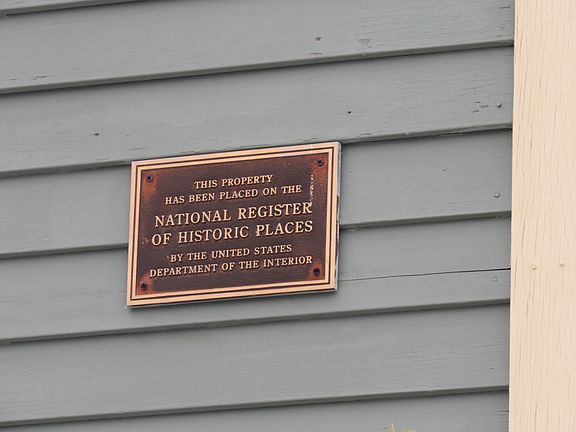 THIS PROPERTY
HAS BEEN PLACED ON THE
NATIONAL REGISTER
OF HISTORIC PLACES
BY THE UNITED STATES
DEPARTMENT OF THE INTERIOR